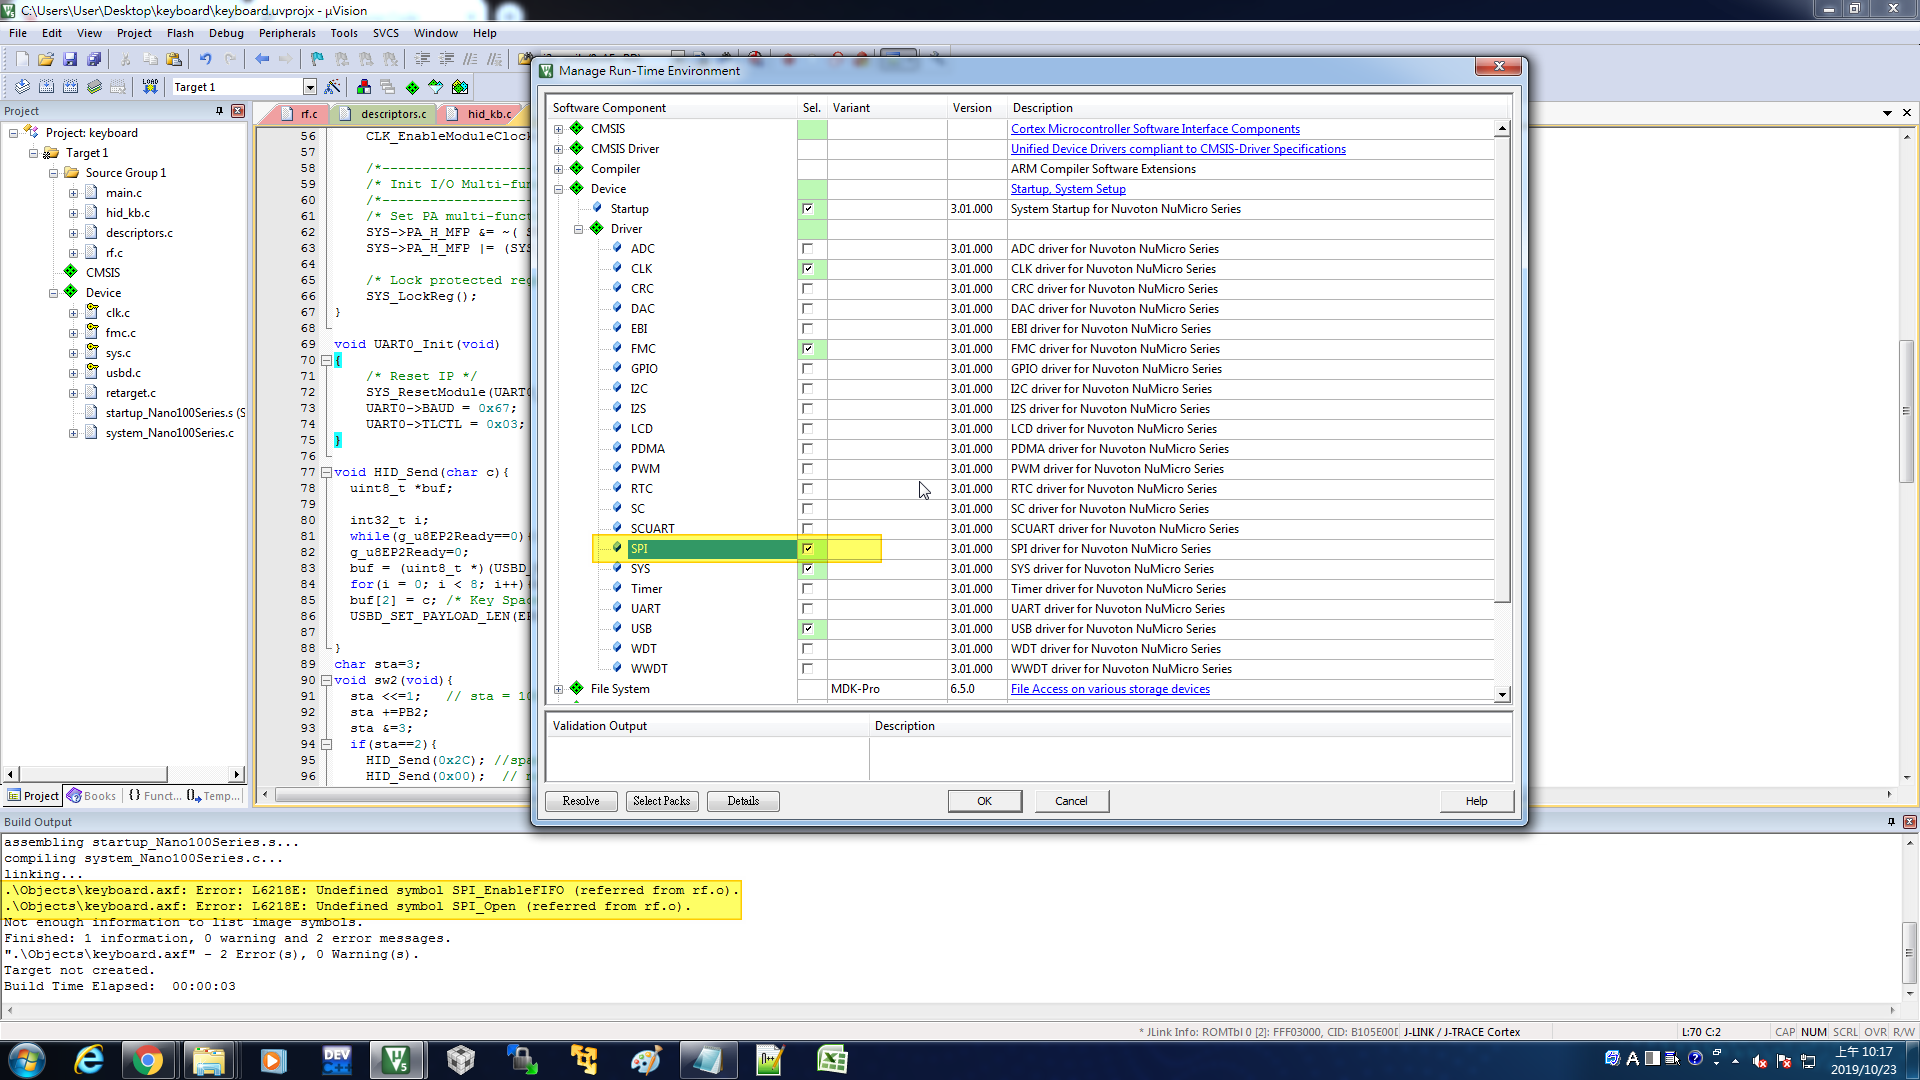 C:\Users\User\Desktop\keyboard\keyboard.uvprojx - µVision
File Edit View Project Flash Debug Peripherals Tools SVCS Window Help
LOAD
Target 1
Project
Project: keyboard
Target 1
Source Group 1
main.c
hid_kb.c
descriptors.c
rf.c
CMSIS
Device
clk.c
fmc.c
sys.c
usbd.c
retarget.c
startup_Nano100Series.s (S
system_Nano100Series.c
Project Books {} Funct... Temp...
rf.c descriptors.c hid_kb.c
56 CLK_EnableModuleClock
57
58 /*---------------------
59 /* Init I/O Multi-fun
60 /*---------------------
61 /* Set PA multi-funct
62 SYS->PA_H_MFP &= ~( S
63 SYS->PA_H_MFP |= (SYS
64
65 /* Lock protected reg
66 SYS_LockReg();
67 }
68
69 void UART0_Init(void)
70 {
71 /* Reset IP */
72 SYS_ResetModule(UART0
73 UART0->BAUD = 0x67;
74 UART0->TLCTL = 0x03;
75 }
76
77 void HID_Send(char c){
78 uint8_t *buf;
79
80 int32_t i;
81 while(g_u8EP2Ready==0)
82 g_u8EP2Ready=0;
83 buf = (uint8_t *)(USBD_
84 for(i = 0; i < 8; i++)
85 buf[2] = c; /* Key Spac
86 USBD_SET_PAYLOAD_LEN(EP
87
88 }
89 char sta=3;
90 void sw2(void){
91 sta <<=1; // sta = 10
92 sta +=PB2;
93 sta &=3;
94 if(sta==2){
95 HID_Send(0x2C); //spa
96 HID_Send(0x00);
Manage Run-Time Environment
Software Component Sel. Variant Version Description
CMSIS Cortex Microcontroller Software Interface Components
CMSIS Driver Unified Device Drivers compliant to CMSIS-Driver Specifications
Compiler ARM Compiler Software Extensions
Device Startup, System Setup
Startup 3.01.000 System Startup for Nuvoton NuMicro Series
Driver
ADC 3.01.000 ADC driver for Nuvoton NuMicro Series
CLK 3.01.000 CLK driver for Nuvoton NuMicro Series
CRC 3.01.000 CRC driver for Nuvoton NuMicro Series
DAC 3.01.000 DAC driver for Nuvoton NuMicro Series
EBI 3.01.000 EBI driver for Nuvoton NuMicro Series
FMC 3.01.000 FMC driver for Nuvoton NuMicro Series
GPIO 3.01.000 GPIO driver for Nuvoton NuMicro Series
I2C 3.01.000 I2C driver for Nuvoton NuMicro Series
I2S 3.01.000 I2S driver for Nuvoton NuMicro Series
LCD 3.01.000 LCD driver for Nuvoton NuMicro Series
PDMA 3.01.000 PDMA driver for Nuvoton NuMicro Series
PWM 3.01.000 PWM driver for Nuvoton NuMicro Series
RTC 3.01.000 RTC driver for Nuvoton NuMicro Series
SC 3.01.000 SC driver for Nuvoton NuMicro Series
SCUART 3.01.000 SCUART driver for Nuvoton NuMicro Series
SPI 3.01.000 SPI driver for Nuvoton NuMicro Series
SYS 3.01.000 SYS driver for Nuvoton NuMicro Series
Timer 3.01.000 Timer driver for Nuvoton NuMicro Series
UART 3.01.000 UART driver for Nuvoton NuMicro Series
USB 3.01.000 USB driver for Nuvoton NuMicro Series
WDT 3.01.000 WDT driver for Nuvoton NuMicro Series
WWDT 3.01.000 WWDT driver for Nuvoton NuMicro Series
File System MDK-Pro 6.5.0 File Access on various storage devices
Validation Output Description
Resolve Select Packs Details OK Cancel Help
Build Output
assembling startup_Nano100Series.s...
compiling system_Nano100Series.c...
linking...
.\Objects\keyboard.axf: Error: L6218E: Undefined symbol SPI_EnableFIFO (referred from rf.o).
.\Objects\keyboard.axf: Error: L6218E: Undefined symbol SPI_Open (referred from rf.o).
Not enough information to list image symbols.
Finished: 1 information, 0 warning and 2 error messages.
".\Objects\keyboard.axf" - 2 Error(s), 0 Warning(s).
Target not created.
Build Time Elapsed: 00:00:03
* JLink Info: ROMTbl 0 [2]: FFF03000, CID: B105E00D J-LINK / J-TRACE Cortex L:70 C:2 CAP NUM SCRL OVR R/W
DEV
A
上午 10:17
2019/10/23